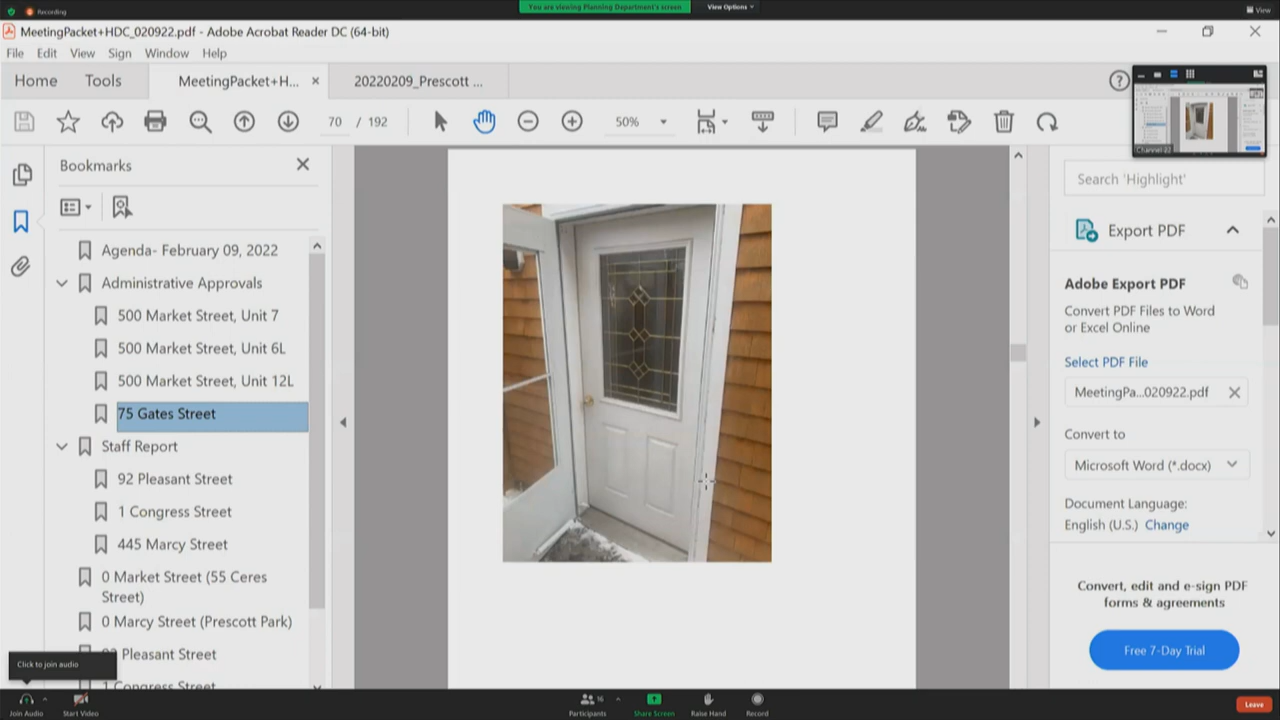 Recording
You are viewing Planning Department's screen
View Options
View
MeetingPacket+HDC_020922.pdf - Adobe Acrobat Reader DC (64-bit)
File Edit View Sign Window Help
Home Tools MeetingPacket+H... × 20220209_Prescott ...
70 / 192 50%
Bookmarks
Agenda- February 09, 2022
Administrative Approvals
500 Market Street, Unit 7
500 Market Street, Unit 6L
500 Market Street, Unit 12L
75 Gates Street
Staff Report
92 Pleasant Street
1 Congress Street
445 Marcy Street
0 Market Street (55 Ceres
Street)
0 Marcy Street (Prescott Park)
Pleasant Street
1 Congress Street
Click to join audio
Channel 22
Search 'Highlight'
Export PDF
Adobe Export PDF
Convert PDF Files to Word
or Excel Online
Select PDF File
MeetingPa...020922.pdf
Convert to
Microsoft Word (*.docx)
Document Language:
English (U.S.) Change
Convert, edit and e-sign PDF
forms & agreements
Free 7-Day Trial
Join Audio Start Video Participants 16 Share Screen Raise Hand Record Leave